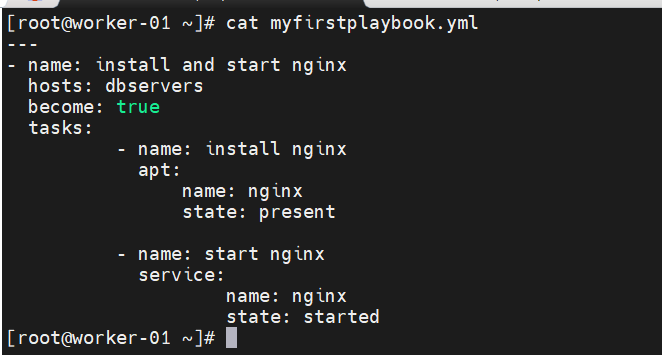 [root@worker-01 ~]# cat myfirstplaybook.yml
---
- name: install and start nginx
  hosts: dbservers
  become: true
  tasks:
          - name: install nginx
            apt:
                name: nginx
                state: present

          - name: start nginx
            service:
                    name: nginx
                    state: started
[root@worker-01 ~]#